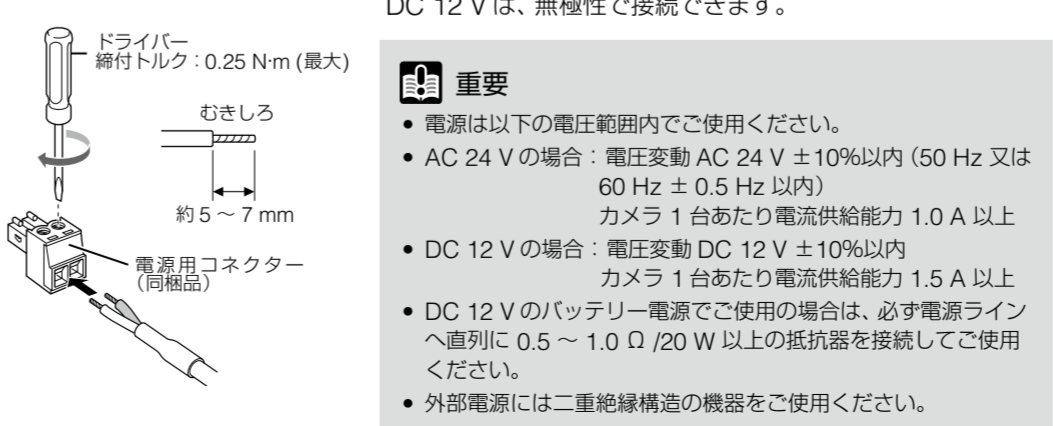 DC 12 V は、無極性で接続できます。
ドライバー
締付トルク：0.25 N·m (最大)
むきしろ
約 5 ～ 7 mm
電源用コネクター
（同梱品）
重要
• 電源は以下の電圧範囲内でご使用ください。
• AC 24 V の場合：電圧変動 AC 24 V ±10%以内（50 Hz 又は
60 Hz ± 0.5 Hz 以内）
カメラ 1 台あたり電流供給能力 1.0 A 以上
• DC 12 V の場合：電圧変動 DC 12 V ±10%以内
カメラ 1 台あたり電流供給能力 1.5 A 以上
• DC 12 V のバッテリー電源でご使用の場合は、必ず電源ライン
へ直列に 0.5 ～ 1.0 Ω /20 W 以上の抵抗器を接続してご使用
ください。
• 外部電源には二重絶縁構造の機器をご使用ください。